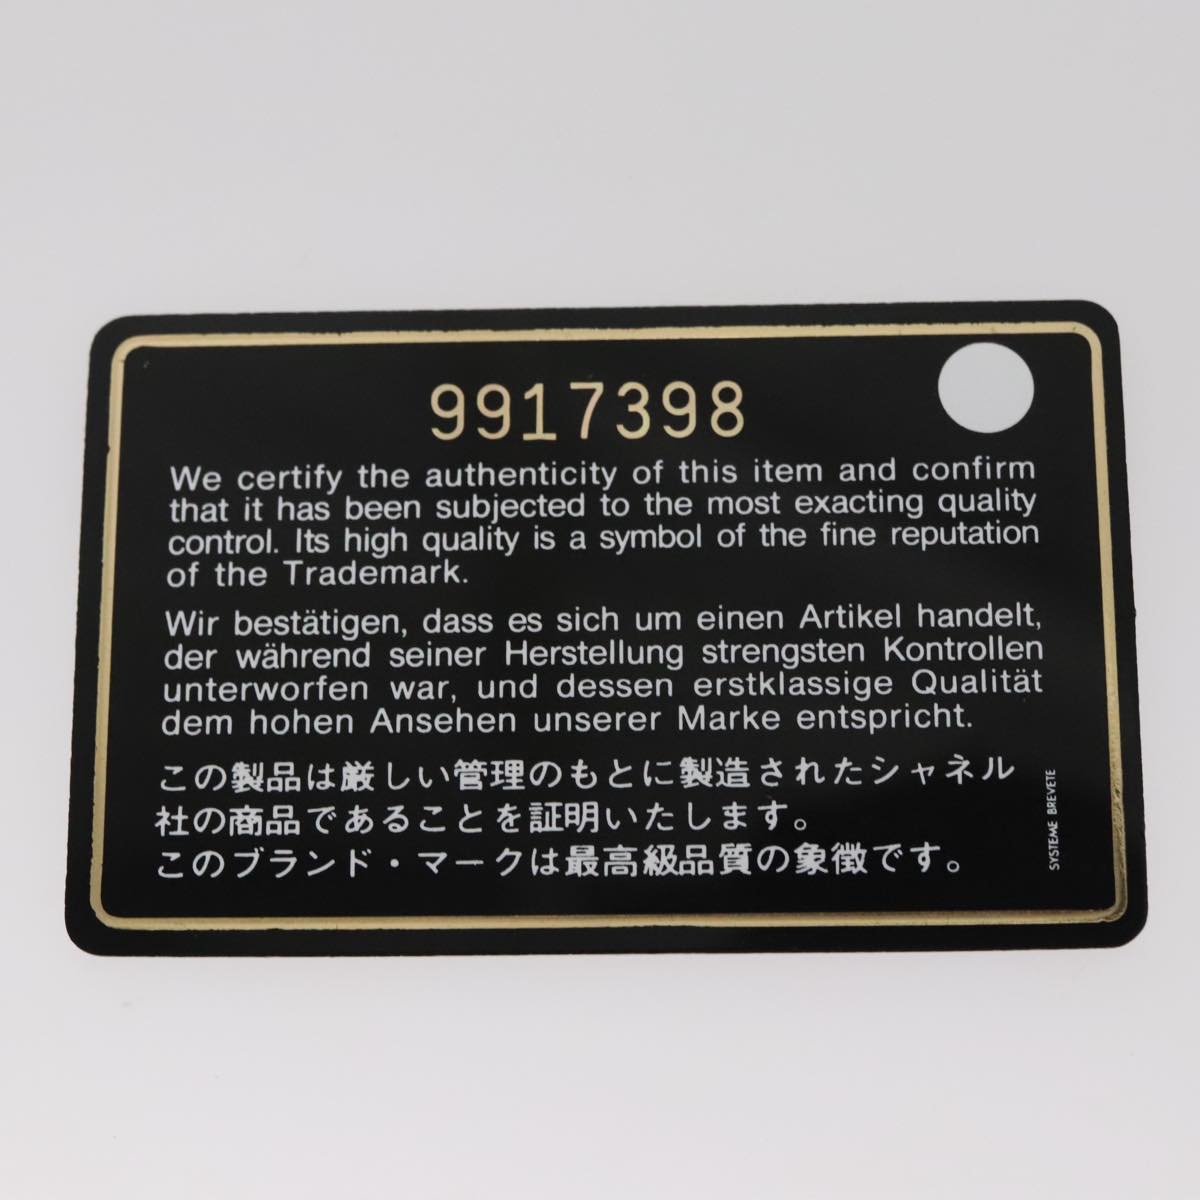 9917398
We certify the authenticity of this item and confirm
that it has been subjected to the most exacting quality
control. Its high quality is a symbol of the fine reputation
of the Trademark.
Wir bestätigen, dass es sich um einen Artikel handelt,
der während seiner Herstellung strengsten Kontrollen
unterworfen war, und dessen erstklassige Qualität
dem hohen Ansehen unserer Marke entspricht.
この製品は厳しい管理のもとに製造されたシャネル
社の商品であることを証明いたします。
このブランド・マークは最高級品質の象徴です。
SYSTEME BREVETE